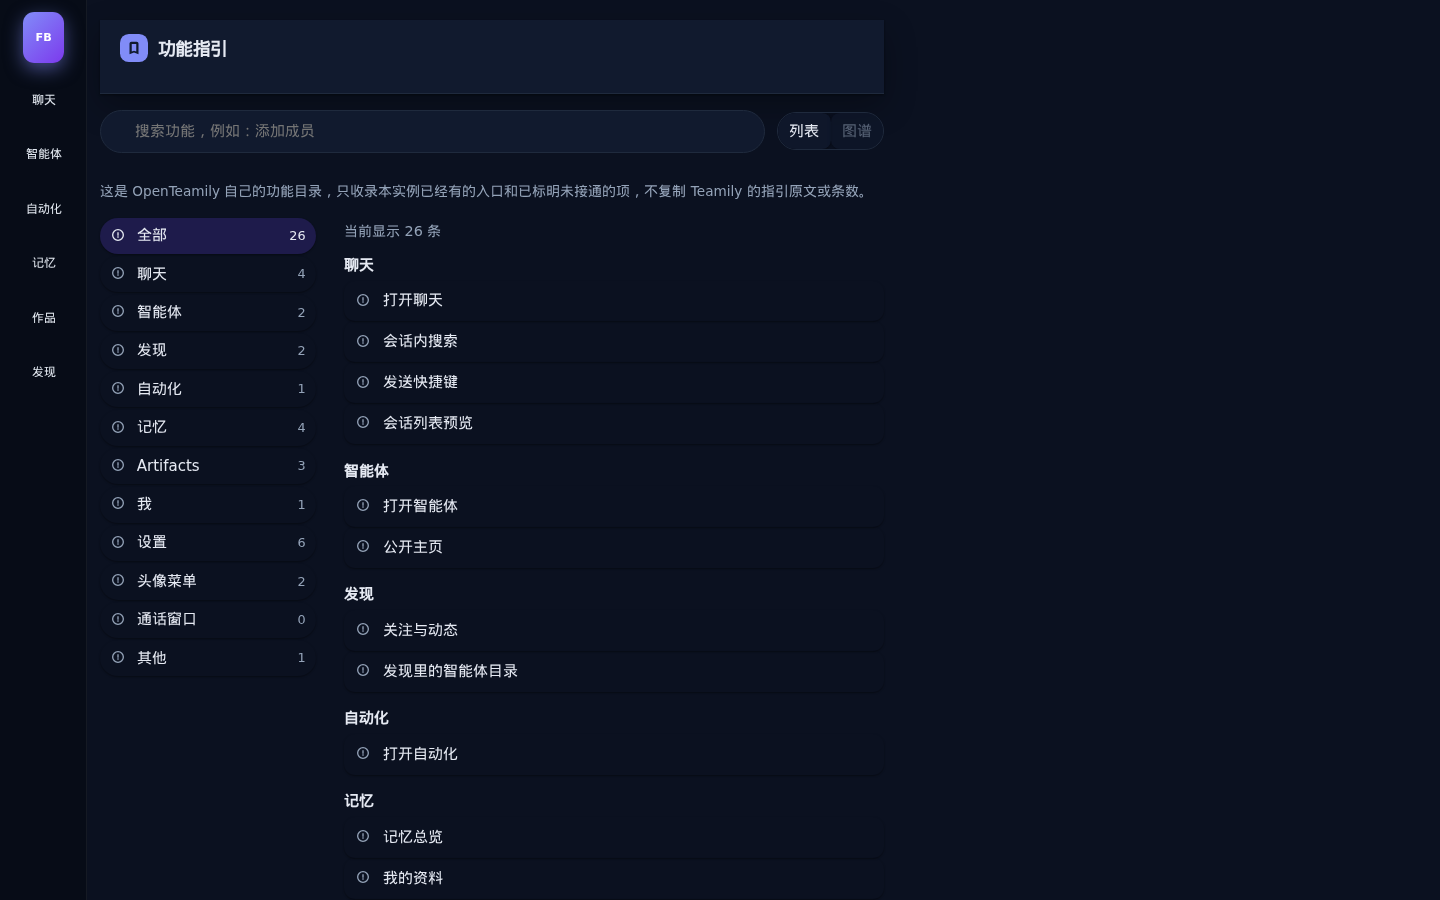 FB
聊天
智能体
自动化
记忆
作品
发现
功能指引
搜索功能，例如：添加成员
列表
图谱
这是 OpenTeamily 自己的功能目录，只收录本实例已经有的入口和已标明未接通的项，不复制 Teamily 的指引原文或条数。
全部 26
聊天 4
智能体 2
发现 2
自动化 1
记忆 4
Artifacts 3
我 1
设置 6
头像菜单 2
通话窗口 0
其他 1
当前显示 26 条
聊天
打开聊天
会话内搜索
发送快捷键
会话列表预览
智能体
打开智能体
公开主页
发现
关注与动态
发现里的智能体目录
自动化
打开自动化
记忆
记忆总览
我的资料